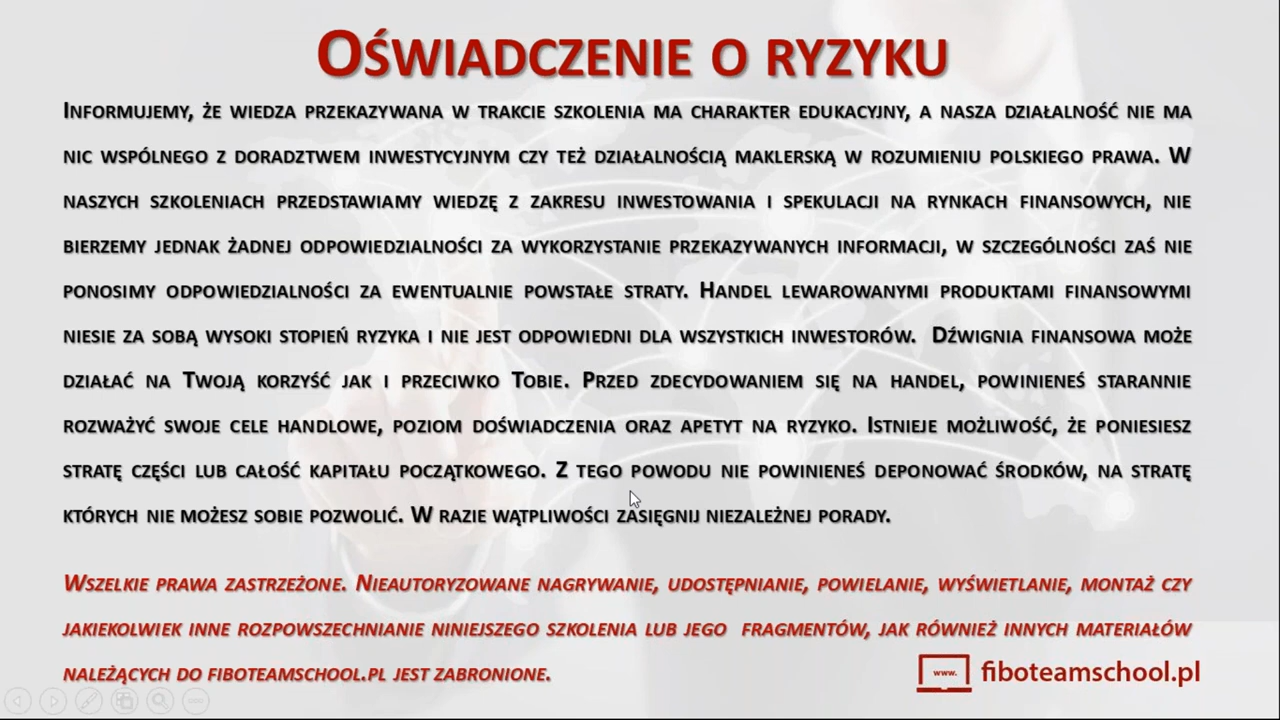 Oświadczenie o ryzyku
Informujemy, że wiedza przekazywana w trakcie szkolenia ma charakter edukacyjny, a nasza działalność nie ma
nic wspólnego z doradztwem inwestycyjnym czy też działalnością maklerską w rozumieniu polskiego prawa. W
naszych szkoleniach przedstawiamy wiedzę z zakresu inwestowania i spekulacji na rynkach finansowych, nie
bierzemy jednak żadnej odpowiedzialności za wykorzystanie przekazywanych informacji, w szczególności zaś nie
ponosimy odpowiedzialności za ewentualnie powstałe straty. Handel lewarowanymi produktami finansowymi
niesie za sobą wysoki stopień ryzyka i nie jest odpowiedni dla wszystkich inwestorów. Dźwignia finansowa może
działać na Twoją korzyść jak i przeciwko Tobie. Przed zdecydowaniem się na handel, powinieneś starannie
rozważyć swoje cele handlowe, poziom doświadczenia oraz apetyt na ryzyko. Istnieje możliwość, że poniesiesz
stratę części lub całość kapitału początkowego. Z tego powodu nie powinieneś deponować środków, na stratę
których nie możesz sobie pozwolić. W razie wątpliwości zasięgnij niezależnej porady.
Wszelkie prawa zastrzeżone. Nieautoryzowane nagrywanie, udostępnianie, powielanie, wyświetlanie, montaż czy
jakiekolwiek inne rozpowszechnianie niniejszego szkolenia lub jego fragmentów, jak również innych materiałów
należących do fiboteamschool.pl jest zabronione.
www. fiboteamschool.pl